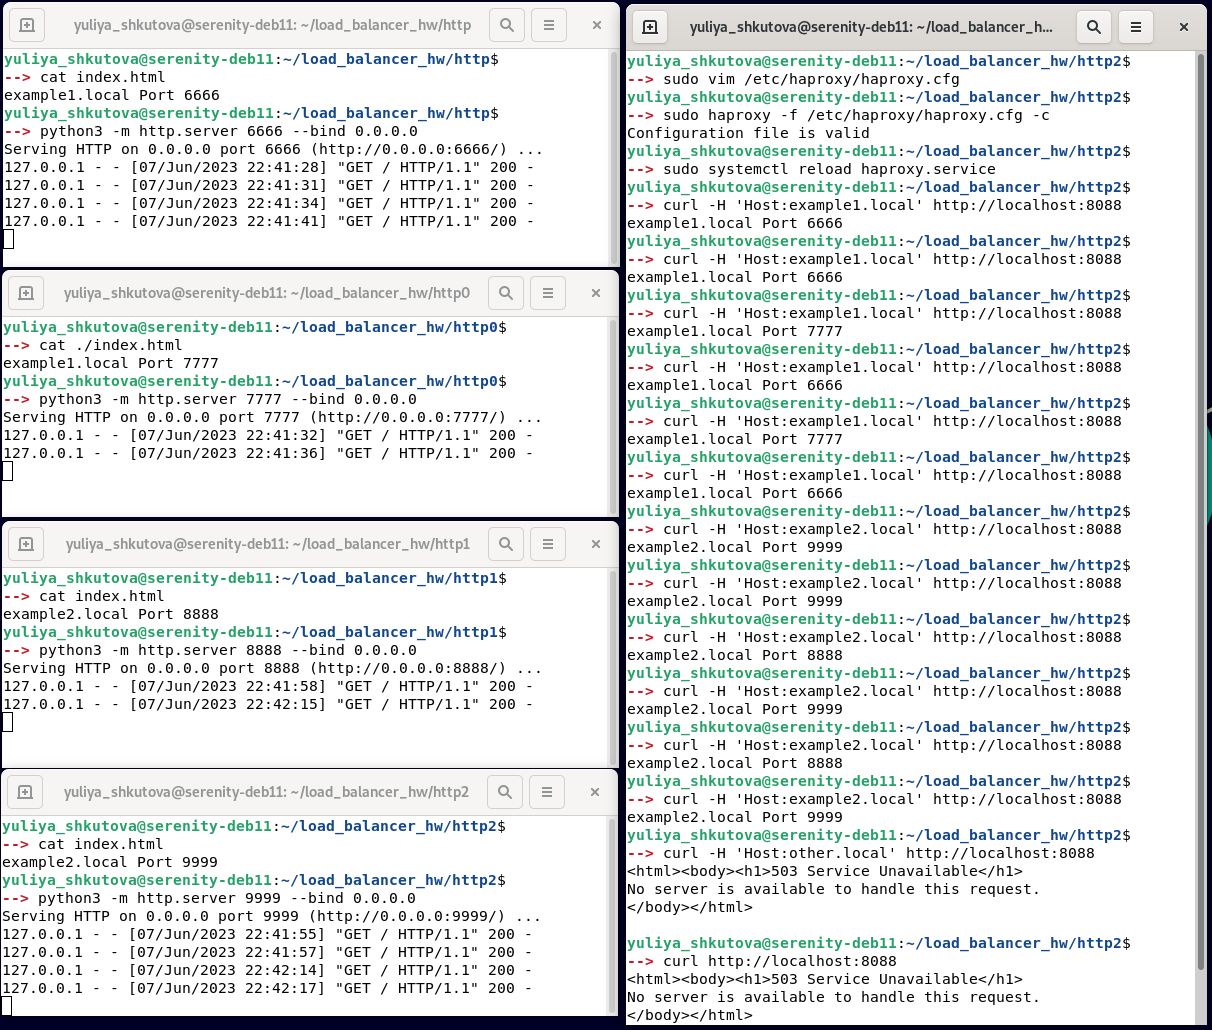 yuliya_shkutova@serenity-deb11: ~/load_balancer_hw/http
yuliya_shkutova@serenity-deb11:~/load_balancer_hw/http$
--> cat index.html
example1.local Port 6666
yuliya_shkutova@serenity-deb11:~/load_balancer_hw/http$
--> python3 -m http.server 6666 --bind 0.0.0.0
Serving HTTP on 0.0.0.0 port 6666 (http://0.0.0.0:6666/) ...
127.0.0.1 - - [07/Jun/2023 22:41:28] "GET / HTTP/1.1" 200 -
127.0.0.1 - - [07/Jun/2023 22:41:31] "GET / HTTP/1.1" 200 -
127.0.0.1 - - [07/Jun/2023 22:41:34] "GET / HTTP/1.1" 200 -
127.0.0.1 - - [07/Jun/2023 22:41:41] "GET / HTTP/1.1" 200 -
yuliya_shkutova@serenity-deb11: ~/load_balancer_hw/http0
yuliya_shkutova@serenity-deb11:~/load_balancer_hw/http0$
--> cat ./index.html
example1.local Port 7777
yuliya_shkutova@serenity-deb11:~/load_balancer_hw/http0$
--> python3 -m http.server 7777 --bind 0.0.0.0
Serving HTTP on 0.0.0.0 port 7777 (http://0.0.0.0:7777/) ...
127.0.0.1 - - [07/Jun/2023 22:41:32] "GET / HTTP/1.1" 200 -
127.0.0.1 - - [07/Jun/2023 22:41:36] "GET / HTTP/1.1" 200 -
yuliya_shkutova@serenity-deb11: ~/load_balancer_hw/http1
yuliya_shkutova@serenity-deb11:~/load_balancer_hw/http1$
--> cat index.html
example2.local Port 8888
yuliya_shkutova@serenity-deb11:~/load_balancer_hw/http1$
--> python3 -m http.server 8888 --bind 0.0.0.0
Serving HTTP on 0.0.0.0 port 8888 (http://0.0.0.0:8888/) ...
127.0.0.1 - - [07/Jun/2023 22:41:58] "GET / HTTP/1.1" 200 -
127.0.0.1 - - [07/Jun/2023 22:42:15] "GET / HTTP/1.1" 200 -
yuliya_shkutova@serenity-deb11: ~/load_balancer_hw/http2
yuliya_shkutova@serenity-deb11:~/load_balancer_hw/http2$
--> cat index.html
example2.local Port 9999
yuliya_shkutova@serenity-deb11:~/load_balancer_hw/http2$
--> python3 -m http.server 9999 --bind 0.0.0.0
Serving HTTP on 0.0.0.0 port 9999 (http://0.0.0.0:9999/) ...
127.0.0.1 - - [07/Jun/2023 22:41:55] "GET / HTTP/1.1" 200 -
127.0.0.1 - - [07/Jun/2023 22:41:57] "GET / HTTP/1.1" 200 -
127.0.0.1 - - [07/Jun/2023 22:42:14] "GET / HTTP/1.1" 200 -
127.0.0.1 - - [07/Jun/2023 22:42:17] "GET / HTTP/1.1" 200 -
yuliya_shkutova@serenity-deb11: ~/load_balancer_h...
yuliya_shkutova@serenity-deb11:~/load_balancer_hw/http2$
--> sudo vim /etc/haproxy/haproxy.cfg
yuliya_shkutova@serenity-deb11:~/load_balancer_hw/http2$
--> sudo haproxy -f /etc/haproxy/haproxy.cfg -c
Configuration file is valid
yuliya_shkutova@serenity-deb11:~/load_balancer_hw/http2$
--> sudo systemctl reload haproxy.service
yuliya_shkutova@serenity-deb11:~/load_balancer_hw/http2$
--> curl -H 'Host:example1.local' http://localhost:8088
example1.local Port 6666
yuliya_shkutova@serenity-deb11:~/load_balancer_hw/http2$
--> curl -H 'Host:example1.local' http://localhost:8088
example1.local Port 6666
yuliya_shkutova@serenity-deb11:~/load_balancer_hw/http2$
--> curl -H 'Host:example1.local' http://localhost:8088
example1.local Port 7777
yuliya_shkutova@serenity-deb11:~/load_balancer_hw/http2$
--> curl -H 'Host:example1.local' http://localhost:8088
example1.local Port 6666
yuliya_shkutova@serenity-deb11:~/load_balancer_hw/http2$
--> curl -H 'Host:example1.local' http://localhost:8088
example1.local Port 7777
yuliya_shkutova@serenity-deb11:~/load_balancer_hw/http2$
--> curl -H 'Host:example1.local' http://localhost:8088
example1.local Port 6666
yuliya_shkutova@serenity-deb11:~/load_balancer_hw/http2$
--> curl -H 'Host:example2.local' http://localhost:8088
example2.local Port 9999
yuliya_shkutova@serenity-deb11:~/load_balancer_hw/http2$
--> curl -H 'Host:example2.local' http://localhost:8088
example2.local Port 9999
yuliya_shkutova@serenity-deb11:~/load_balancer_hw/http2$
--> curl -H 'Host:example2.local' http://localhost:8088
example2.local Port 8888
yuliya_shkutova@serenity-deb11:~/load_balancer_hw/http2$
--> curl -H 'Host:example2.local' http://localhost:8088
example2.local Port 9999
yuliya_shkutova@serenity-deb11:~/load_balancer_hw/http2$
--> curl -H 'Host:example2.local' http://localhost:8088
example2.local Port 8888
yuliya_shkutova@serenity-deb11:~/load_balancer_hw/http2$
--> curl -H 'Host:example2.local' http://localhost:8088
example2.local Port 9999
yuliya_shkutova@serenity-deb11:~/load_balancer_hw/http2$
--> curl -H 'Host:other.local' http://localhost:8088
<html><body><h1>503 Service Unavailable</h1>
No server is available to handle this request.
</body></html>
yuliya_shkutova@serenity-deb11:~/load_balancer_hw/http2$
--> curl http://localhost:8088
<html><body><h1>503 Service Unavailable</h1>
No server is available to handle this request.
</body></html>